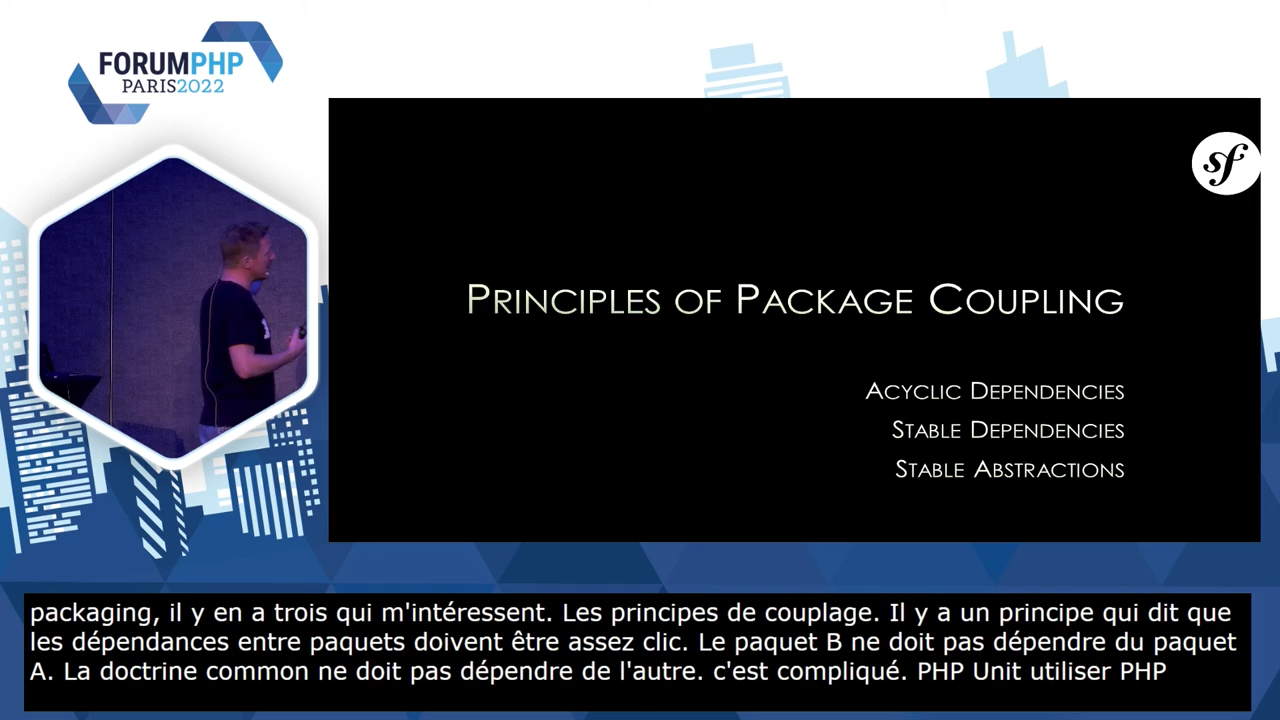 FORUMPHP
PARIS2022
sf
PRINCIPLES OF PACKAGE COUPLING
ACYCLIC DEPENDENCIES
STABLE DEPENDENCIES
STABLE ABSTRACTIONS
packaging, il y en a trois qui m'intéressent. Les principes de couplage. Il y a un principe qui dit que
les dépendances entre paquets doivent être assez clic. Le paquet B ne doit pas dépendre du paquet
A. La doctrine common ne doit pas dépendre de l'autre. c'est compliqué. PHP Unit utiliser PHP